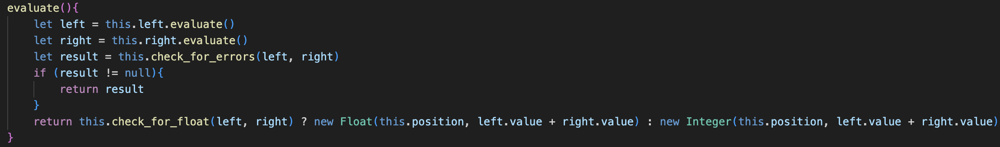 evaluate(){
    let left = this.left.evaluate()
    let right = this.right.evaluate()
    let result = this.check_for_errors(left, right)
    if (result != null){
        return result
    }
    return this.check_for_float(left, right) ? new Float(this.position, left.value + right.value) : new Integer(this.position, left.value + right.value)
}